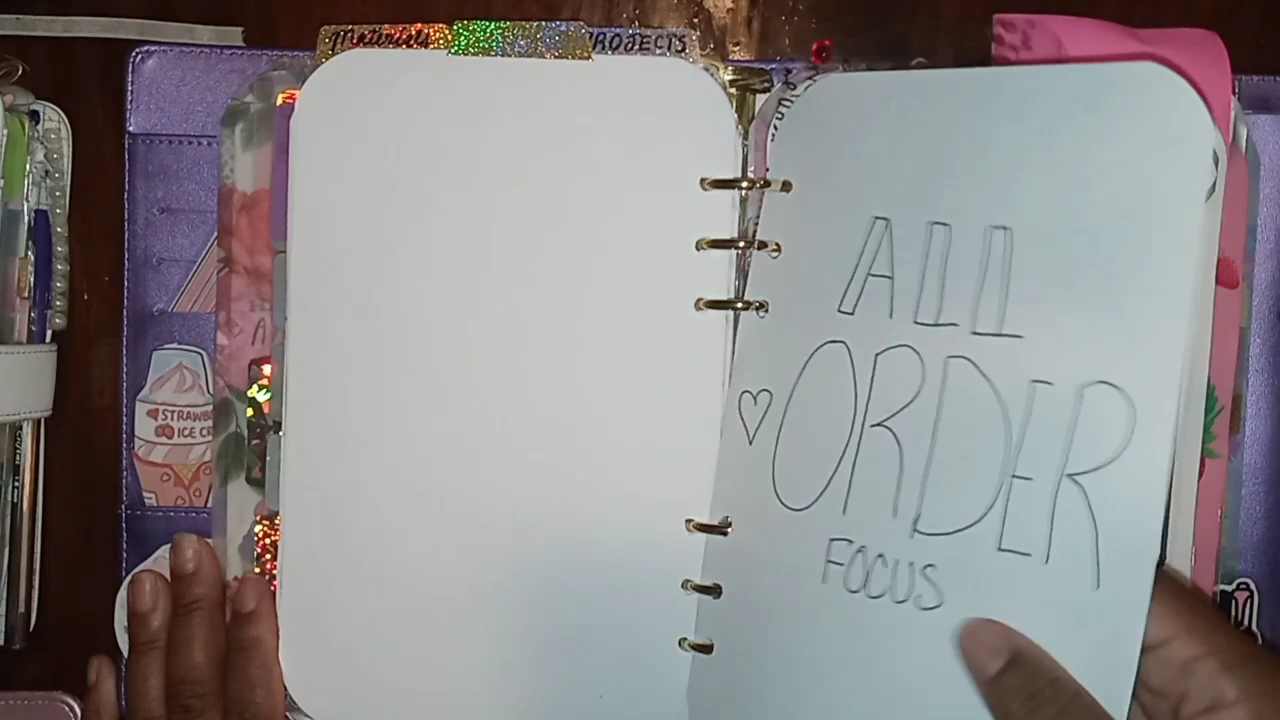 Materials
PROJECTS
ALL
ORDER
FOCUS
STRAWB
ICE CR